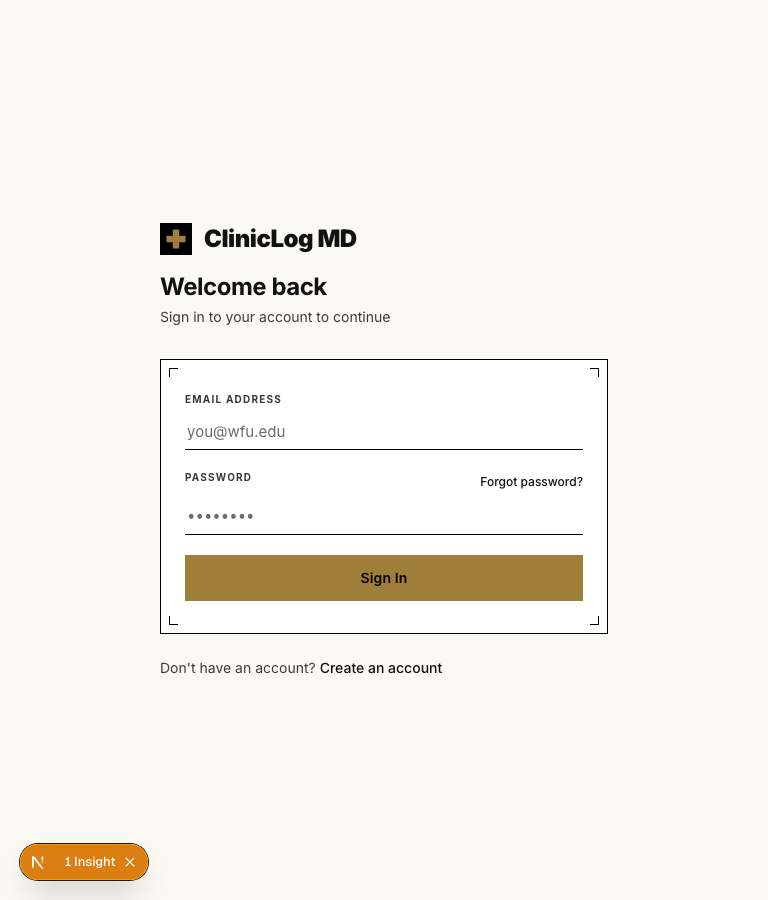 ClinicLog MD
Welcome back
Sign in to your account to continue
EMAIL ADDRESS
you@wfu.edu
PASSWORD
Forgot password?
••••••••
Sign In
Don't have an account? Create an account
N 1 Insight